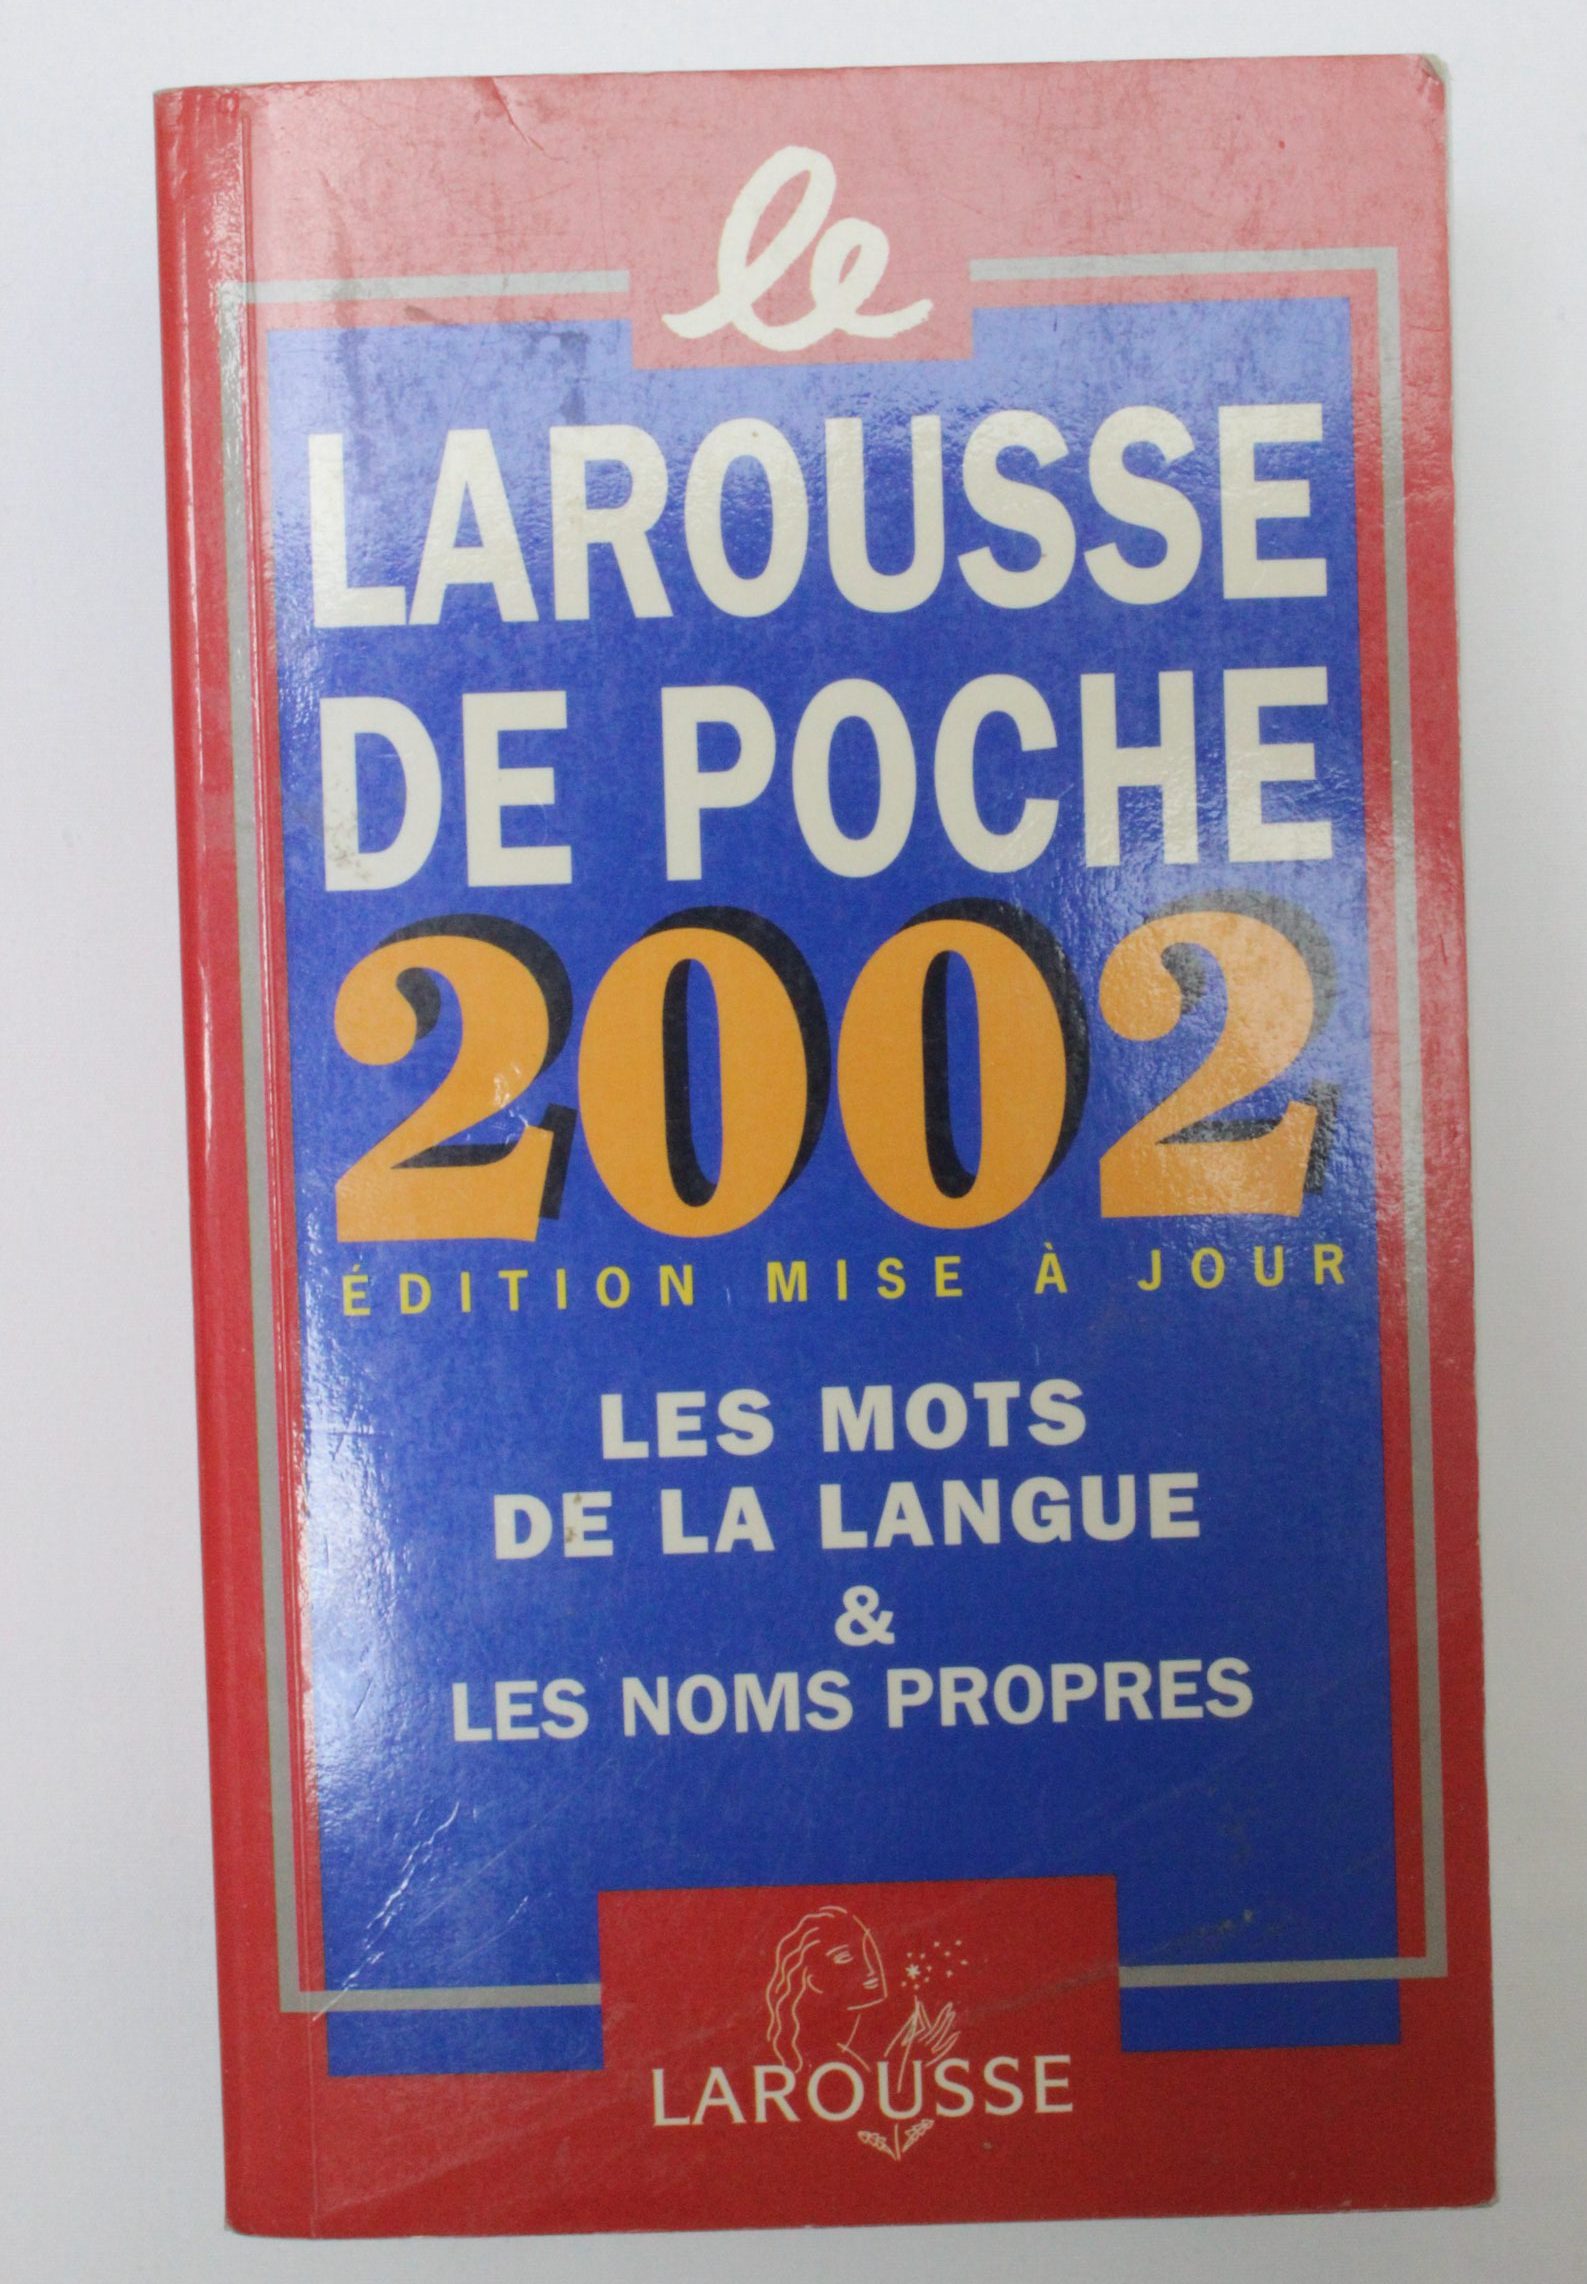 le
LAROUSSE
DE POCHE
2002
ÉDITION MISE À JOUR
LES MOTS
DE LA LANGUE
&
LES NOMS PROPRES
LAROUSSE